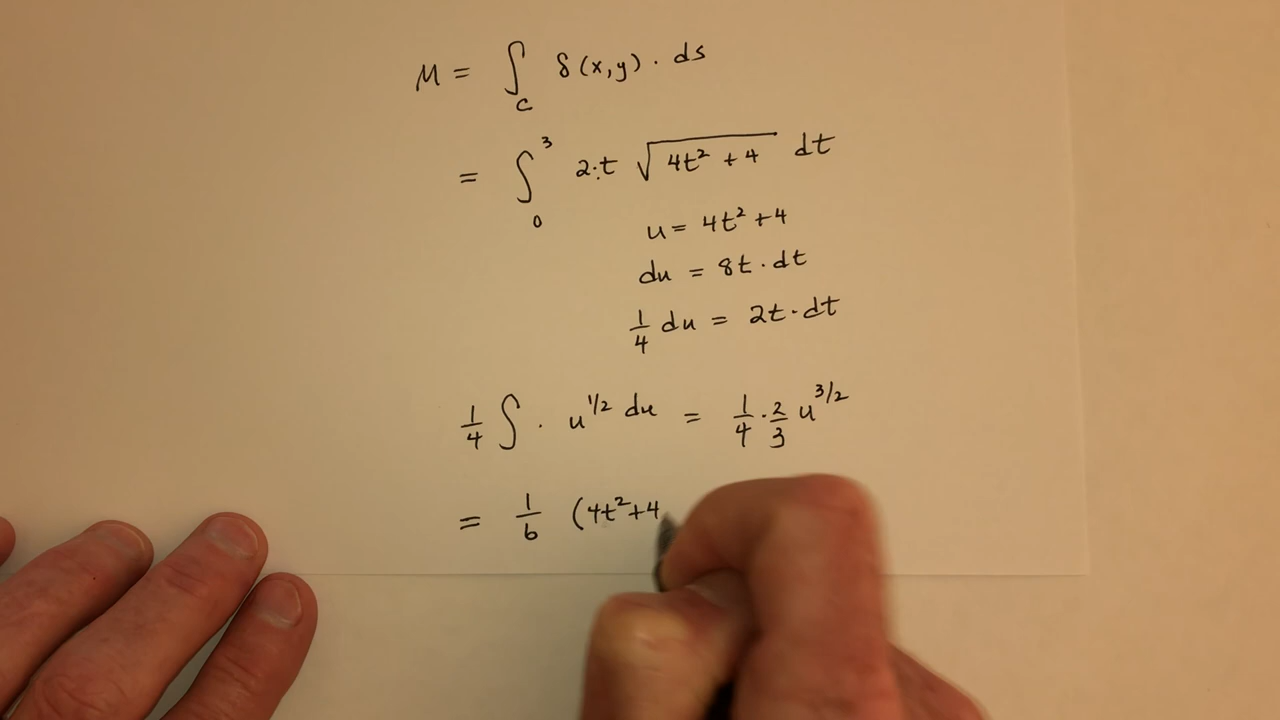 M = ∫_C δ(x,y) · ds
= ∫_0^3 2·t √(4t² + 4) dt
u = 4t² + 4
du = 8t · dt
1/4 du = 2t · dt
1/4 ∫ · u^1/2 du = 1/4 · 2/3 u^3/2
= 1/6 (4t²+4